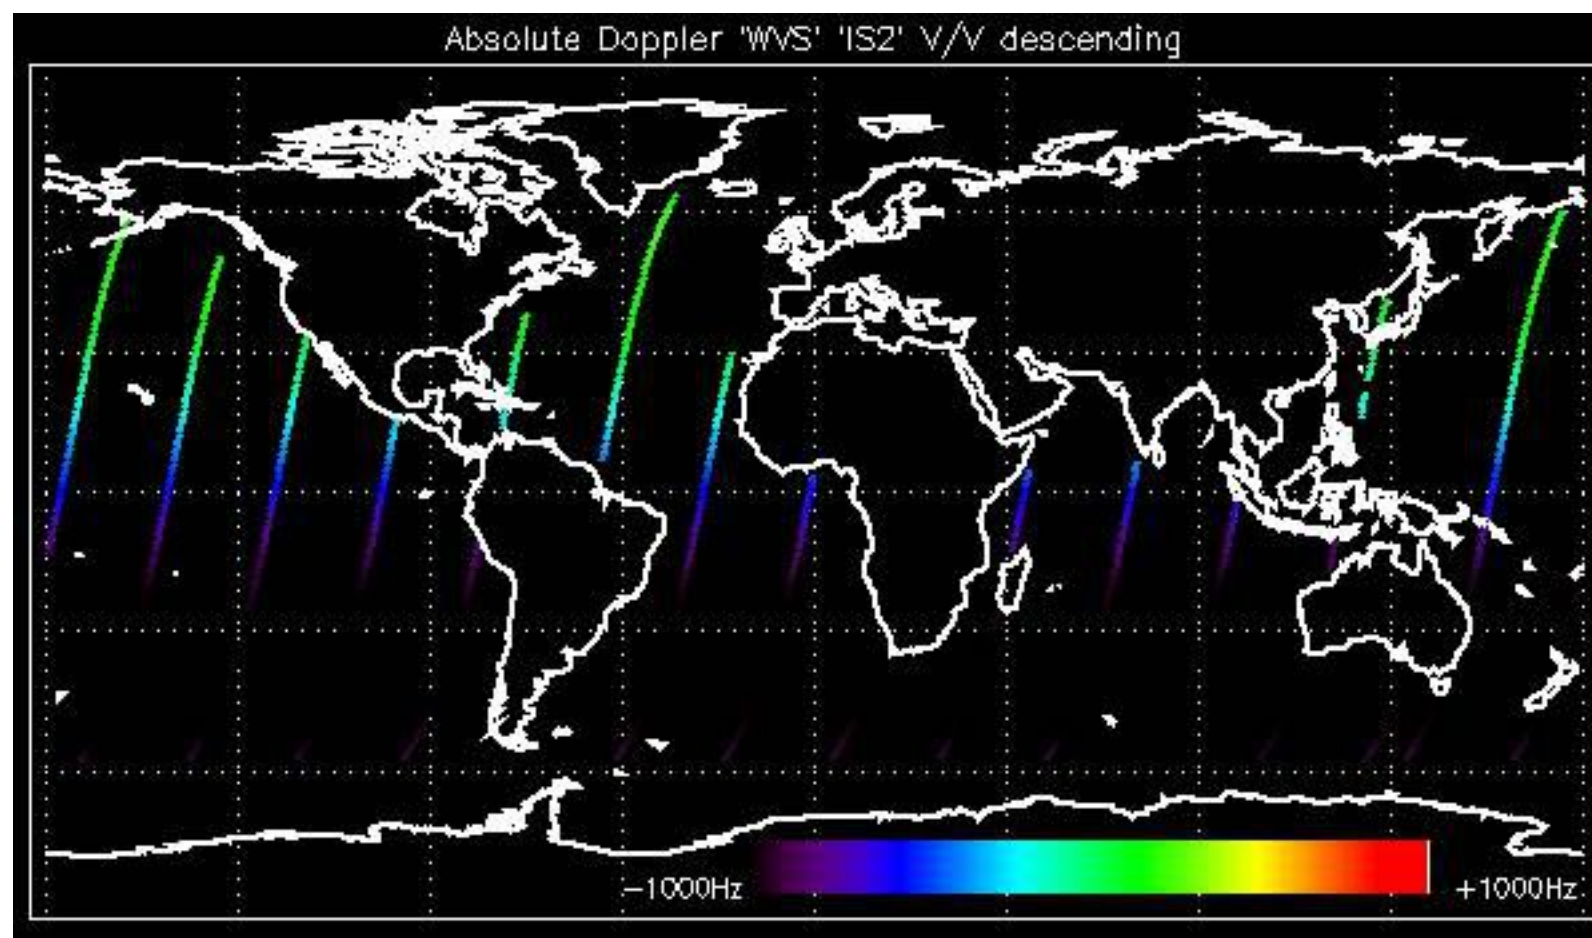 Absolute Doppler 'WVS' 'IS2' V/V descending
-1000Hz +1000Hz